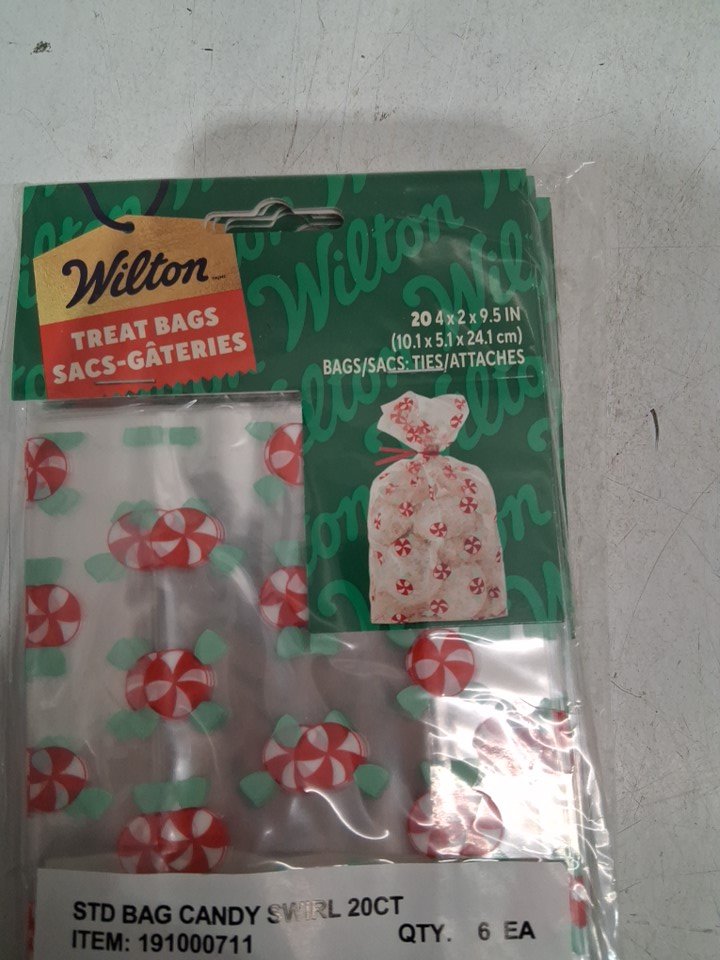 Wilton
TREAT BAGS
SACS-GÂTERIES
20 4 x 2 x 9.5 IN
(10.1 x 5.1 x 24.1 cm)
BAGS/SACS: TIES/ATTACHES
STD BAG CANDY SWIRL 20CT
ITEM: 191000711 QTY. 6 EA